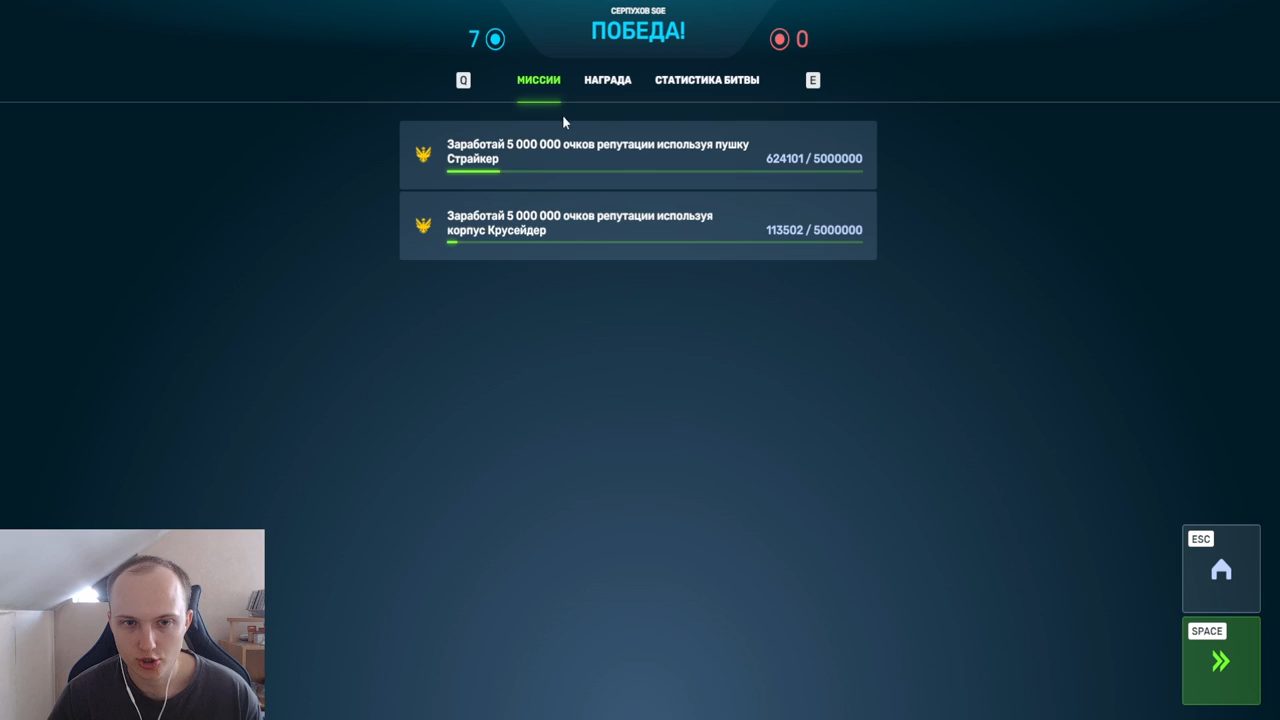 СЕРПУХОВ SGE
7 ПОБЕДА! 0
Q МИССИИ НАГРАДА СТАТИСТИКА БИТВЫ E
Заработай 5 000 000 очков репутации используя пушку
Страйкер 624101 / 5000000
Заработай 5 000 000 очков репутации используя
корпус Крусейдер 113502 / 5000000
ESC
SPACE